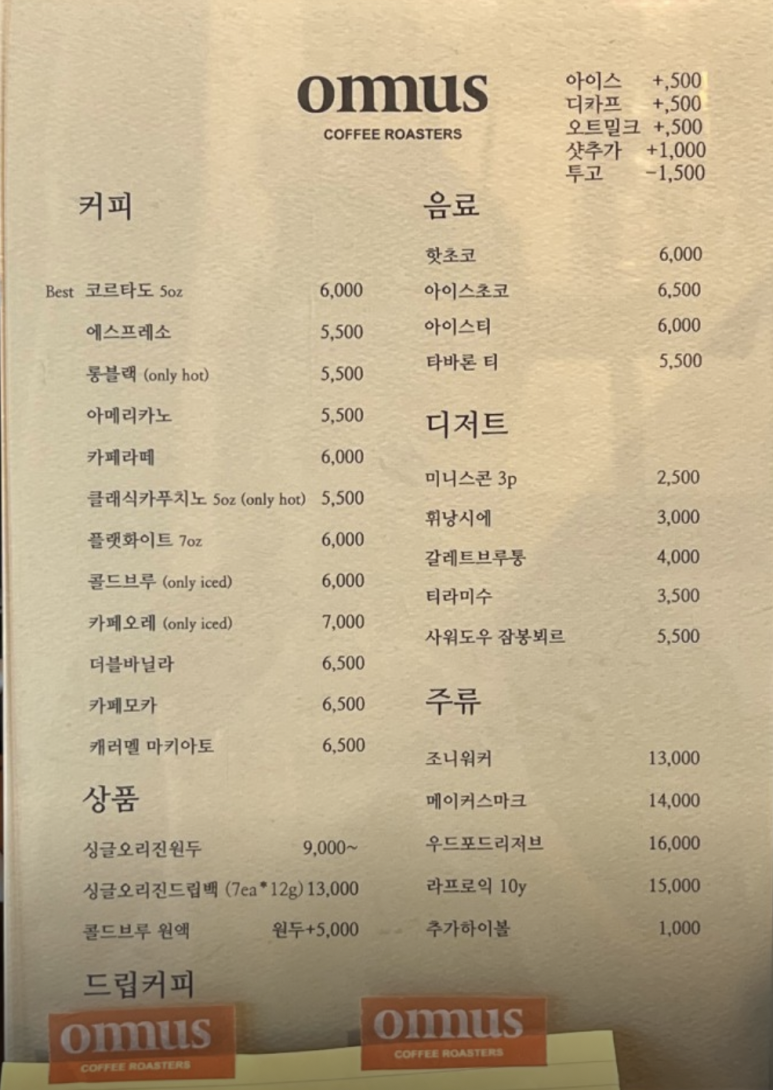 onnus
COFFEE ROASTERS
아이스 +,500
디카프 +,500
오트밀크 +,500
샷추가 +1,000
투고 -1,500
커피
Best 코르타도 5oz 6,000
에스프레소 5,500
롱블랙 (only hot) 5,500
아메리카노 5,500
카페라떼 6,000
클래식카푸치노 5oz (only hot) 5,500
플랫화이트 7oz 6,000
콜드브루 (only iced) 6,000
카페오레 (only iced) 7,000
더블바닐라 6,500
카페모카 6,500
캐러멜 마키아토 6,500
상품
싱글오리진원두 9,000~
싱글오리진드립백 (7ea*12g) 13,000
콜드브루 원액 원두+5,000
드립커피
음료
핫초코 6,000
아이스초코 6,500
아이스티 6,000
타바론 티 5,500
디저트
미니스콘 3p 2,500
휘낭시에 3,000
갈레트브루통 4,000
티라미수 3,500
사워도우 잠봉뵈르 5,500
주류
조니워커 13,000
메이커스마크 14,000
우드포드리저브 16,000
라프로익 10y 15,000
추가하이볼 1,000
onnus
COFFEE ROASTERS
onnus
COFFEE ROASTERS